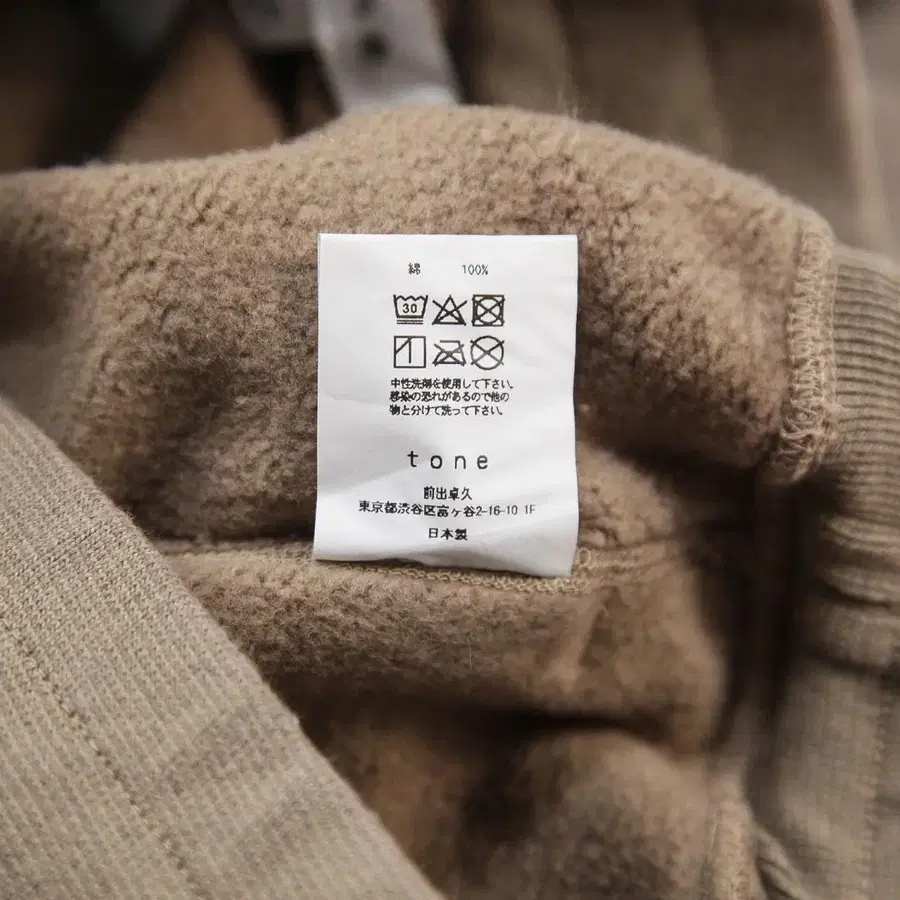 綿 100%
30
中性洗剤を使用して下さい。
移染の恐れがあるので他の
物と分けて洗って下さい。
tone
前出卓久
東京都渋谷区富ヶ谷2-16-10 1F
日本製